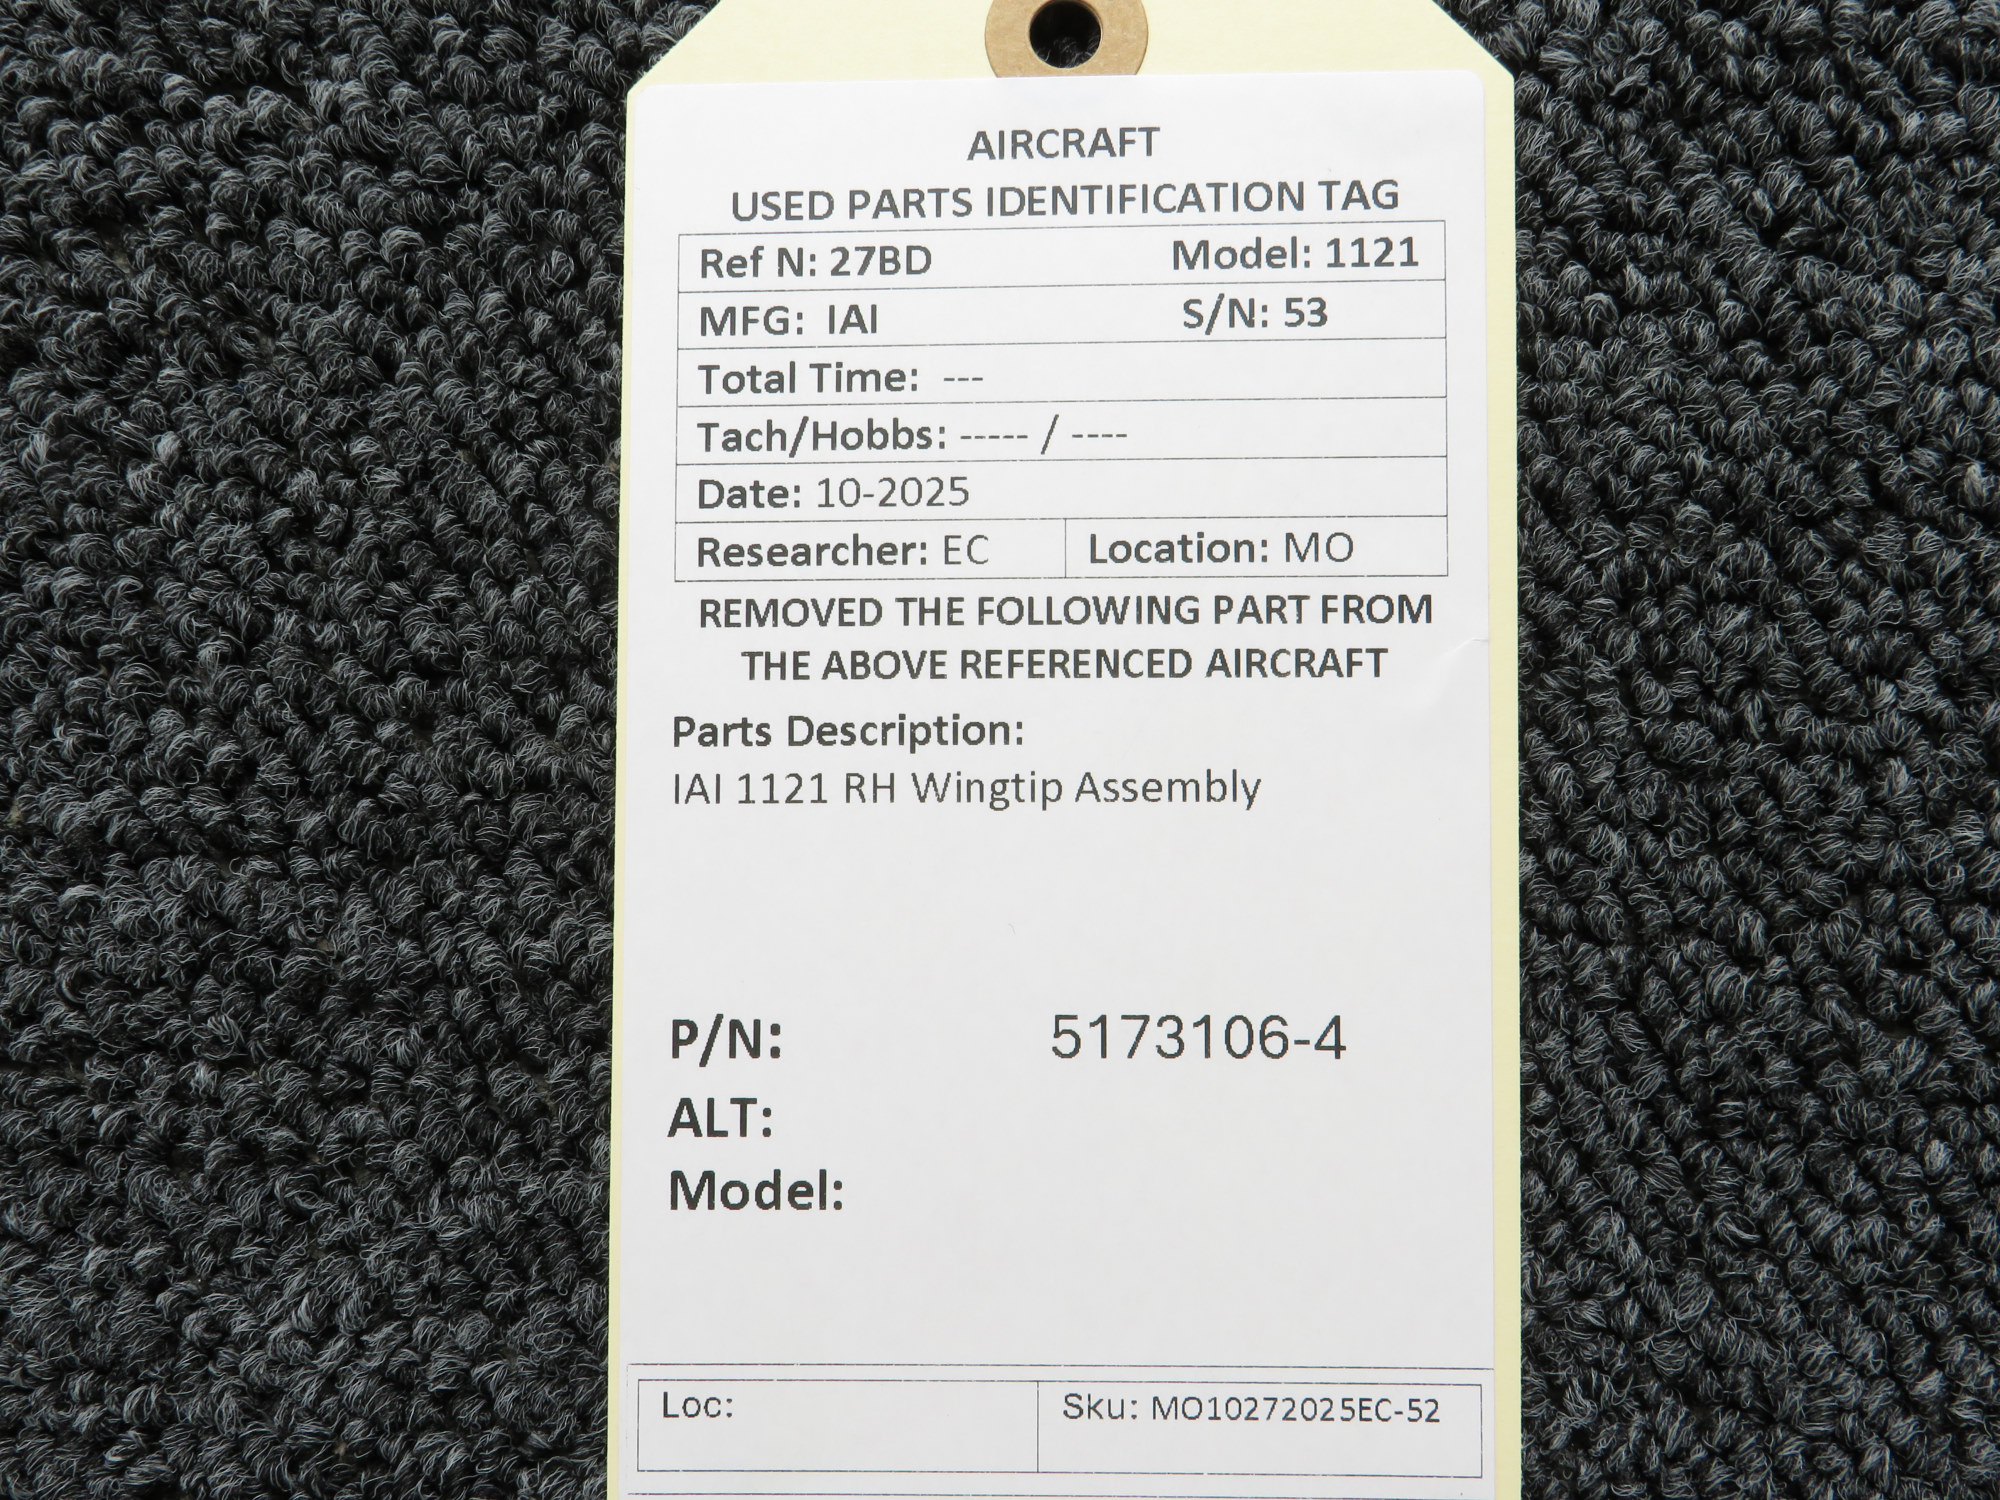 AIRCRAFT
USED PARTS IDENTIFICATION TAG
Ref N: 27BD Model: 1121
MFG: IAI S/N: 53
Total Time: ---
Tach/Hobbs: ----- / ----
Date: 10-2025
Researcher: EC Location: MO
REMOVED THE FOLLOWING PART FROM
THE ABOVE REFERENCED AIRCRAFT
Parts Description:
IAI 1121 RH Wingtip Assembly
P/N: 5173106-4
ALT:
Model:
Loc: Sku: MO10272025EC-52